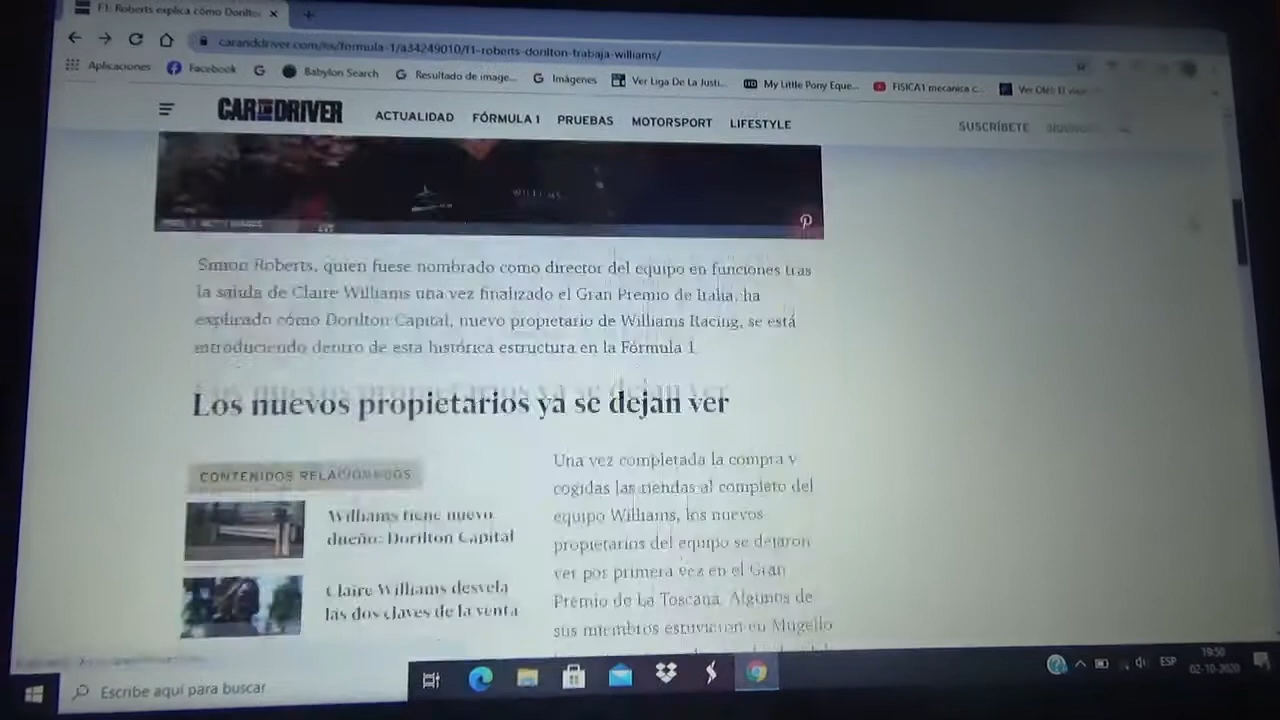 F1: Roberts explica cómo Dorilto
caranddriver.com/es/formula-1/a34249010/f1-roberts-dorilton-trabaja-williams/
Aplicaciones Facebook Babylon Search Resultado de image... Imágenes Ver Liga De La Justi... My Little Pony Eque... FISICA1 mecanica c... Ver
CAR AND DRIVER ACTUALIDAD FÓRMULA 1 PRUEBAS MOTORSPORT LIFESTYLE SUSCRÍBETE
WILLIAMS
Simon Roberts, quien fuese nombrado como director del equipo en funciones tras
la salida de Claire Williams una vez finalizado el Gran Premio de Italia, ha
explicado cómo Dorilton Capital, nuevo propietario de Williams Racing, se está
introduciendo dentro de esta histórica estructura en la Fórmula 1.
Los nuevos propietarios ya se dejan ver
CONTENIDOS RELACIONADOS
Williams tiene nuevo
dueño: Dorilton Capital
Claire Williams desvela
las dos claves de la venta
Una vez completada la compra y
cogidas las riendas al completo del
equipo Williams, los nuevos
propietarios del equipo se dejaron
ver por primera vez en el Gran
Premio de La Toscana. Algunos de
sus miembros estuvieron en Mugello
Escribe aquí para buscar
ESP
19:50
02-10-2020